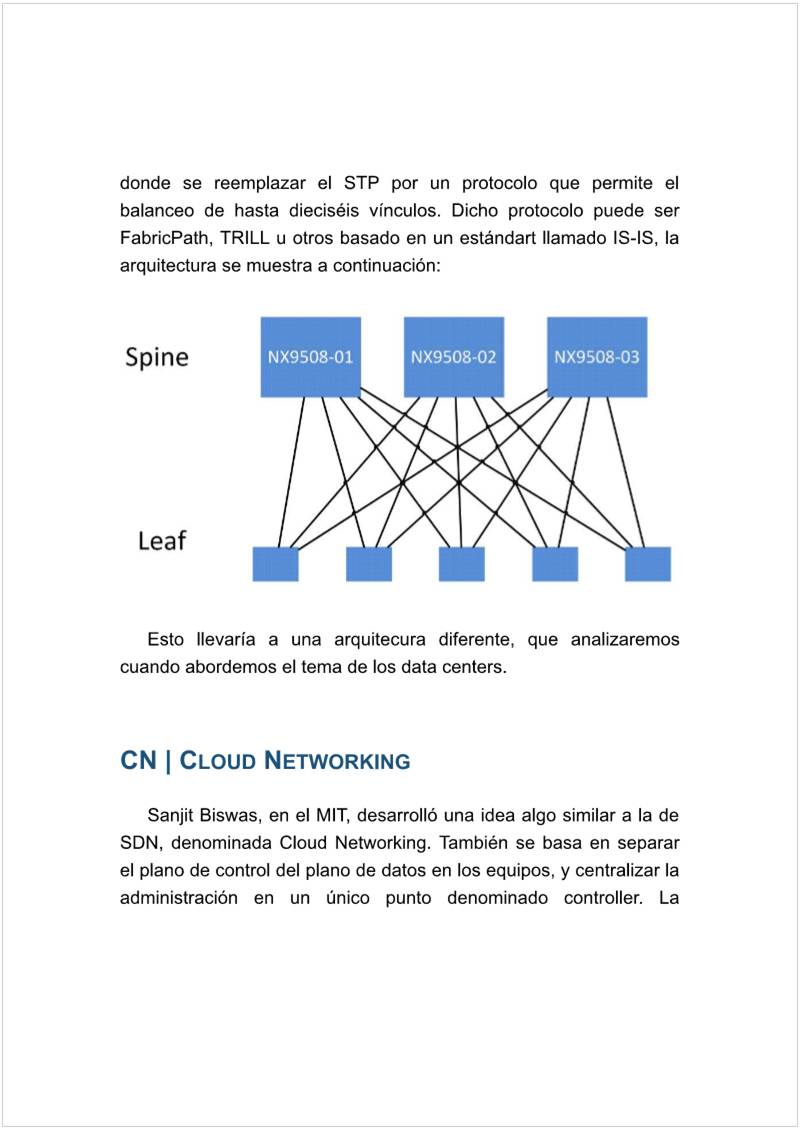 donde se reemplazar el STP por un protocolo que permite el
balanceo de hasta dieciséis vínculos. Dicho protocolo puede ser
FabricPath, TRILL u otros basado en un estándart llamado IS-IS, la
arquitectura se muestra a continuación:
Spine
NX9508-01
NX9508-02
NX9508-03
Leaf
Esto llevaría a una arquitecura diferente, que analizaremos
cuando abordemos el tema de los data centers.
CN | CLOUD NETWORKING
Sanjit Biswas, en el MIT, desarrolló una idea algo similar a la de
SDN, denominada Cloud Networking. También se basa en separar
el plano de control del plano de datos en los equipos, y centralizar la
administración en un único punto denominado controller. La